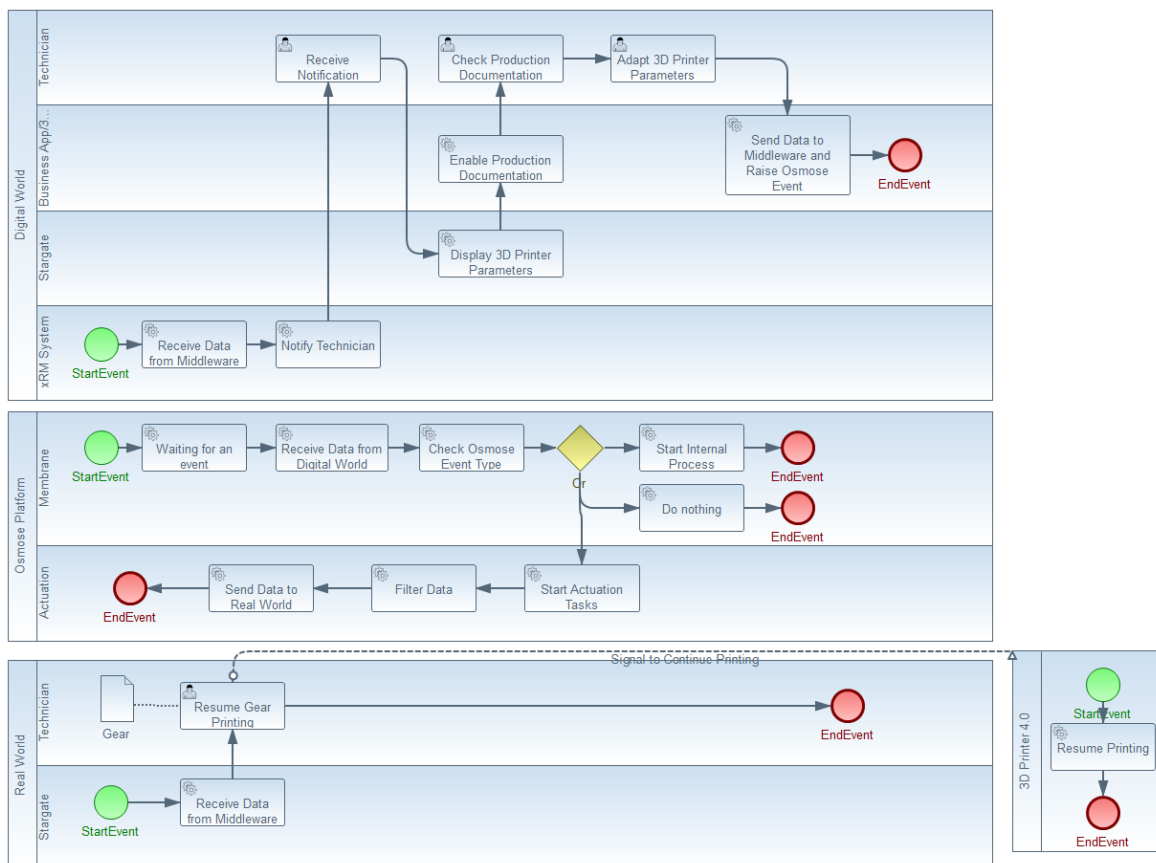 Digital World
Technician
Receive
Notification
Check Production
Documentation
Adapt 3D Printer
Parameters
Business App/3...
Enable Production
Documentation
Send Data to
Middleware and
Raise Osmose
Event
EndEvent
Stargate
Display 3D Printer
Parameters
xRM System
StartEvent
Receive Data
from Middleware
Notify Technician
Osmose Platform
Membrane
StartEvent
Waiting for an
event
Receive Data from
Digital World
Check Osmose
Event Type
Or
Start Internal
Process
EndEvent
Do nothing
EndEvent
Actuation
EndEvent
Send Data to
Real World
Filter Data
Start Actuation
Tasks
Signal to Continue Printing
Real World
Technician
Gear
Resume Gear
Printing
EndEvent
Stargate
StartEvent
Receive Data
from Middleware
3D Printer 4.0
StartEvent
Resume Printing
EndEvent